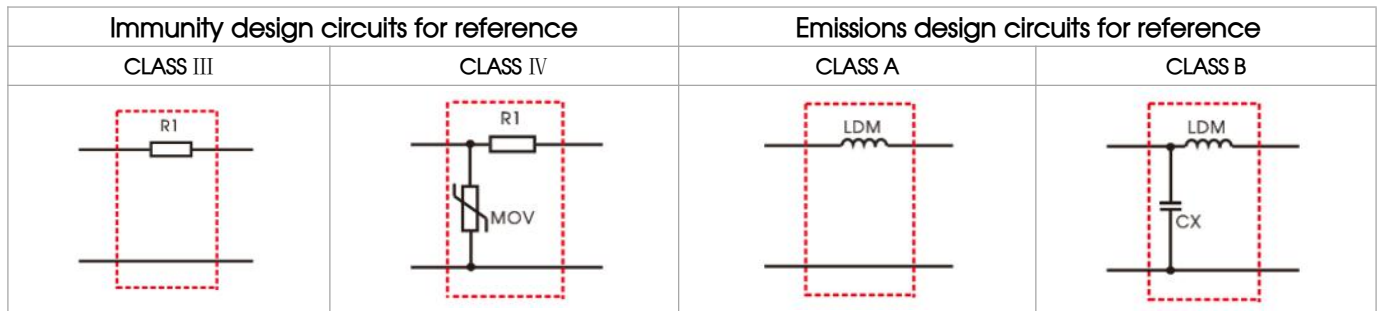 Immunity design circuits for reference
Emissions design circuits for reference
CLASS III
CLASS IV
CLASS A
CLASS B
R1
R1
MOV
LDM
LDM
CX